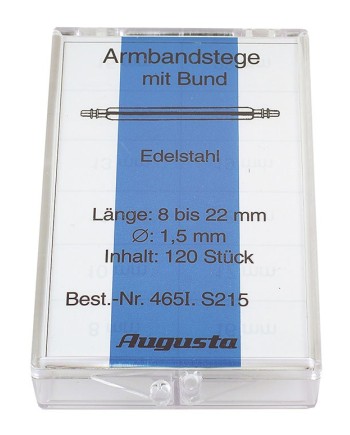 Armbandstege
mit Bund
Edelstahl
Länge: 8 bis 22 mm
Ø: 1,5 mm
Inhalt: 120 Stück
Best.-Nr. 465I. S215
Augusta